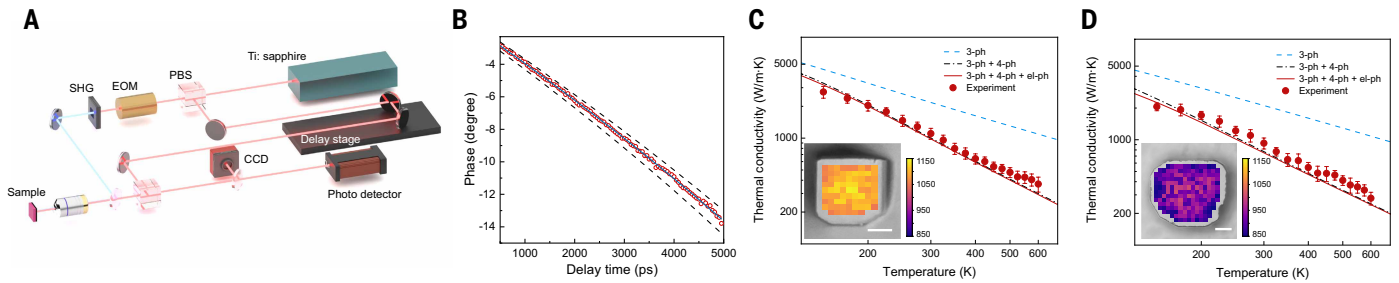 A
Ti: sapphire
PBS
EOM
SHG
Delay stage
CCD
Photo detector
Sample
B
Phase (degree)
-4
-6
-8
-10
-12
-14
1000 2000 3000 4000 5000
Delay time (ps)
C
Thermal conductivity (W/m·K)
5000
1000
200
3-ph
3-ph + 4-ph
3-ph + 4-ph + el-ph
Experiment
1150
1050
950
850
200 300 400 500 600
Temperature (K)
D
Thermal conductivity (W/m·K)
5000
1000
200
3-ph
3-ph + 4-ph
3-ph + 4-ph + el-ph
Experiment
1150
1050
950
850
200 300 400 500 600
Temperature (K)